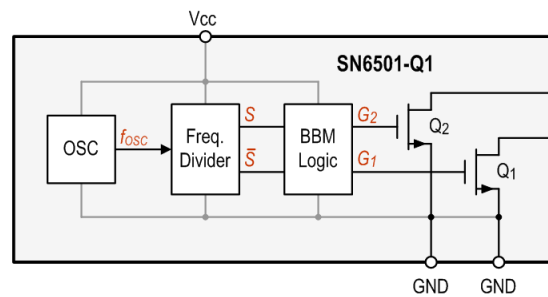 Vcc
SN6501-Q1
OSC
fOSC
Freq.
Divider
S
S̅
BBM
Logic
G2
G1
Q2
Q1
GND
GND